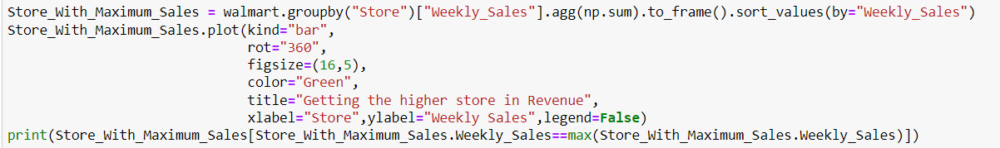 Store_With_Maximum_Sales = walmart.groupby("Store")["Weekly_Sales"].agg(np.sum).to_frame().sort_values(by="Weekly_Sales")
Store_With_Maximum_Sales.plot(kind="bar",
                              rot="360",
                              figsize=(16,5),
                              color="Green",
                              title="Getting the higher store in Revenue",
                              xlabel="Store",ylabel="Weekly Sales",legend=False)
print(Store_With_Maximum_Sales[Store_With_Maximum_Sales.Weekly_Sales==max(Store_With_Maximum_Sales.Weekly_Sales)])